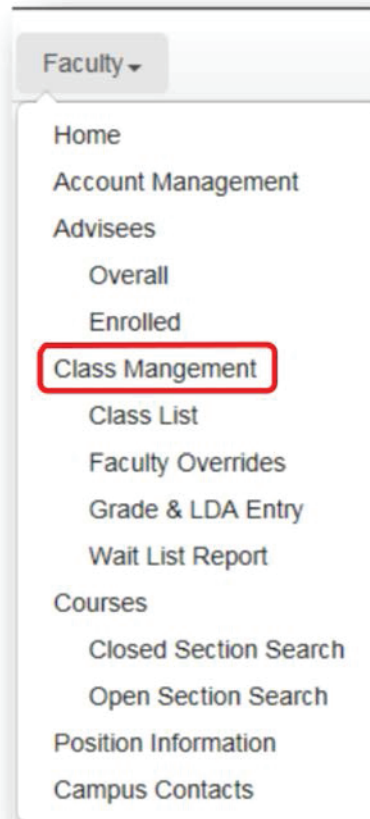 Faculty
Home
Account Management
Advisees
Overall
Enrolled
Class Mangement
Class List
Faculty Overrides
Grade & LDA Entry
Wait List Report
Courses
Closed Section Search
Open Section Search
Position Information
Campus Contacts